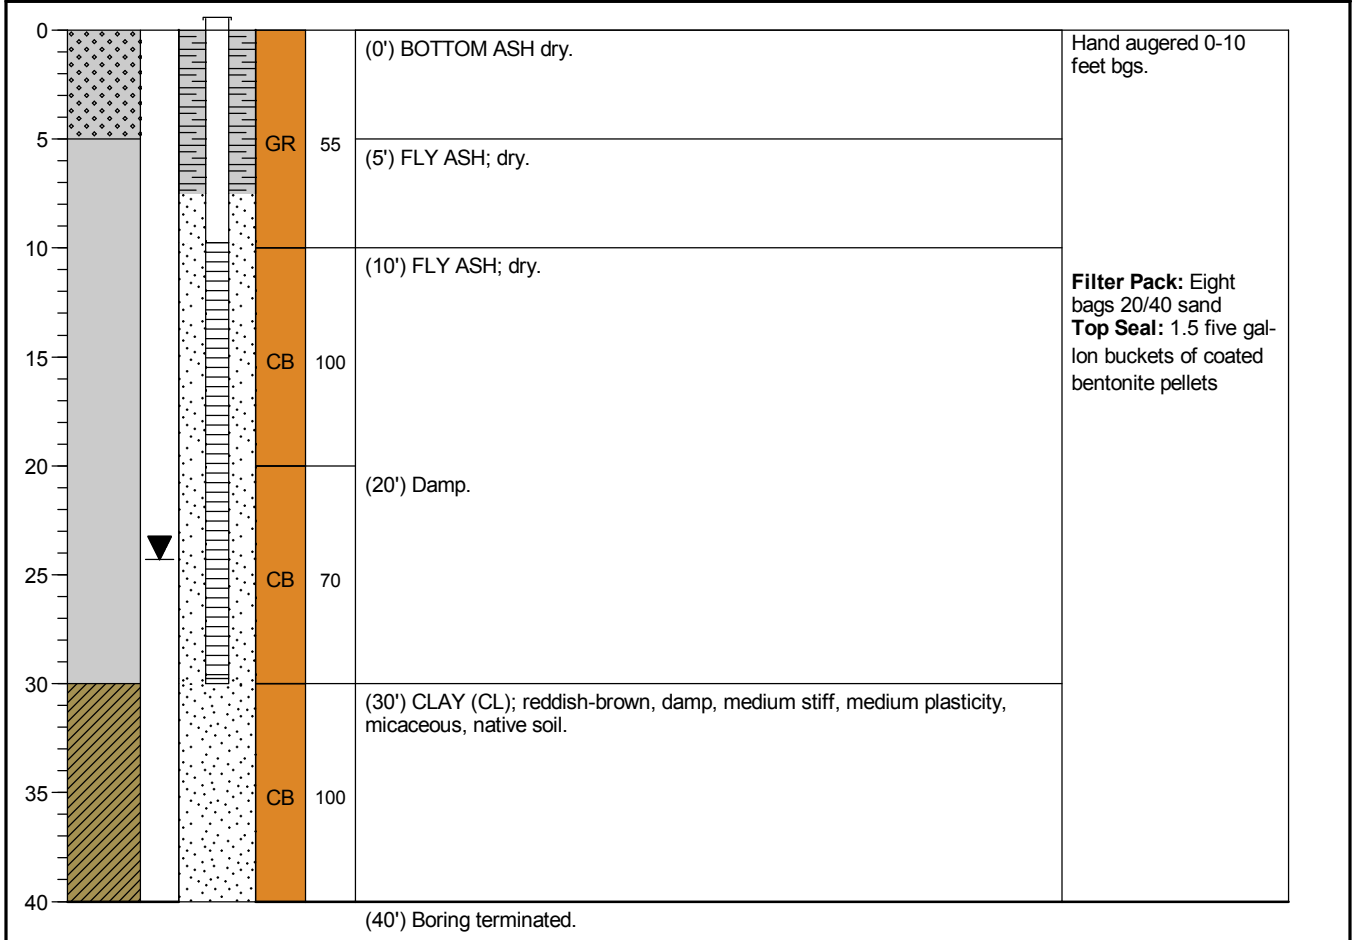 0
(0') BOTTOM ASH dry.
Hand augered 0-10
feet bgs.
5
GR
55
(5') FLY ASH; dry.
10
(10') FLY ASH; dry.
Filter Pack: Eight
bags 20/40 sand
Top Seal: 1.5 five gal-
lon buckets of coated
bentonite pellets
15
CB
100
20
(20') Damp.
25
CB
70
30
(30') CLAY (CL); reddish-brown, damp, medium stiff, medium plasticity,
micaceous, native soil.
35
CB
100
40
(40') Boring terminated.